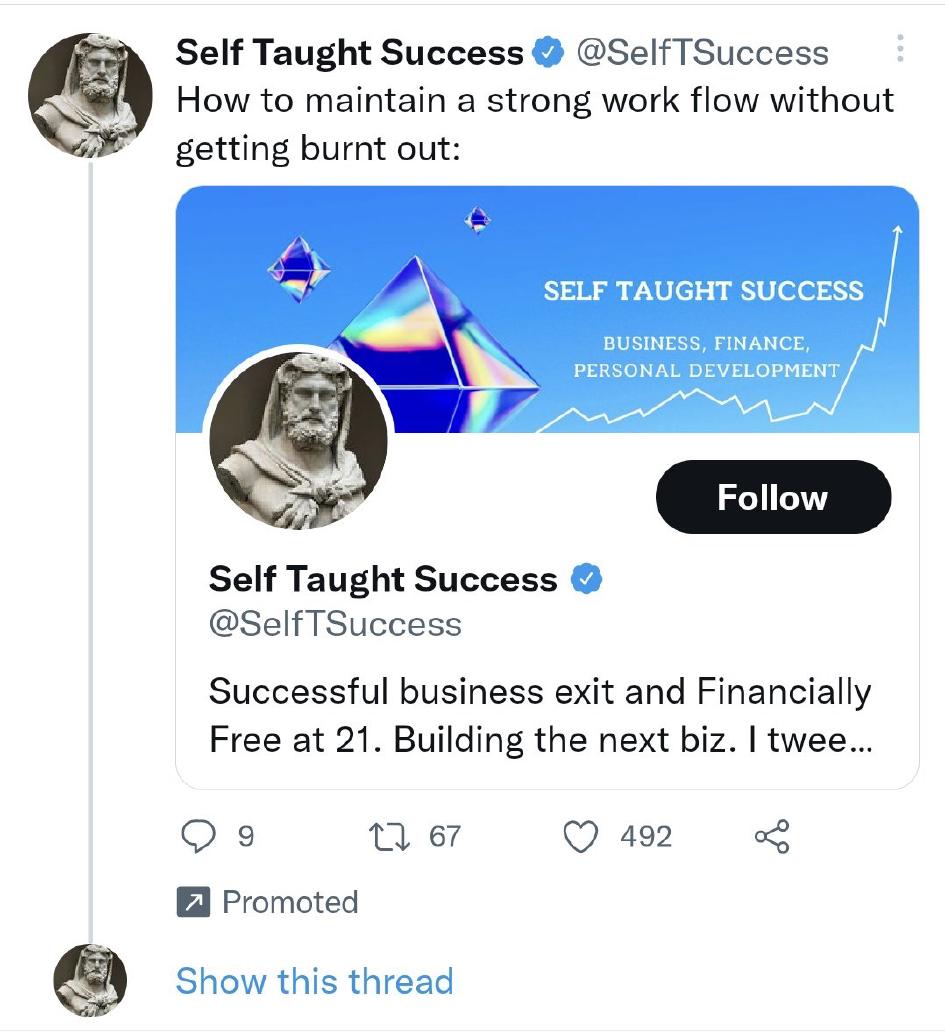 Self Taught Success @SelfTSuccess
How to maintain a strong work flow without
getting burnt out:
SELF TAUGHT SUCCESS
BUSINESS, FINANCE,
PERSONAL DEVELOPMENT
Follow
Self Taught Success
@SelfTSuccess
Successful business exit and Financially
Free at 21. Building the next biz. I twee...
9 67 492
Promoted
Show this thread